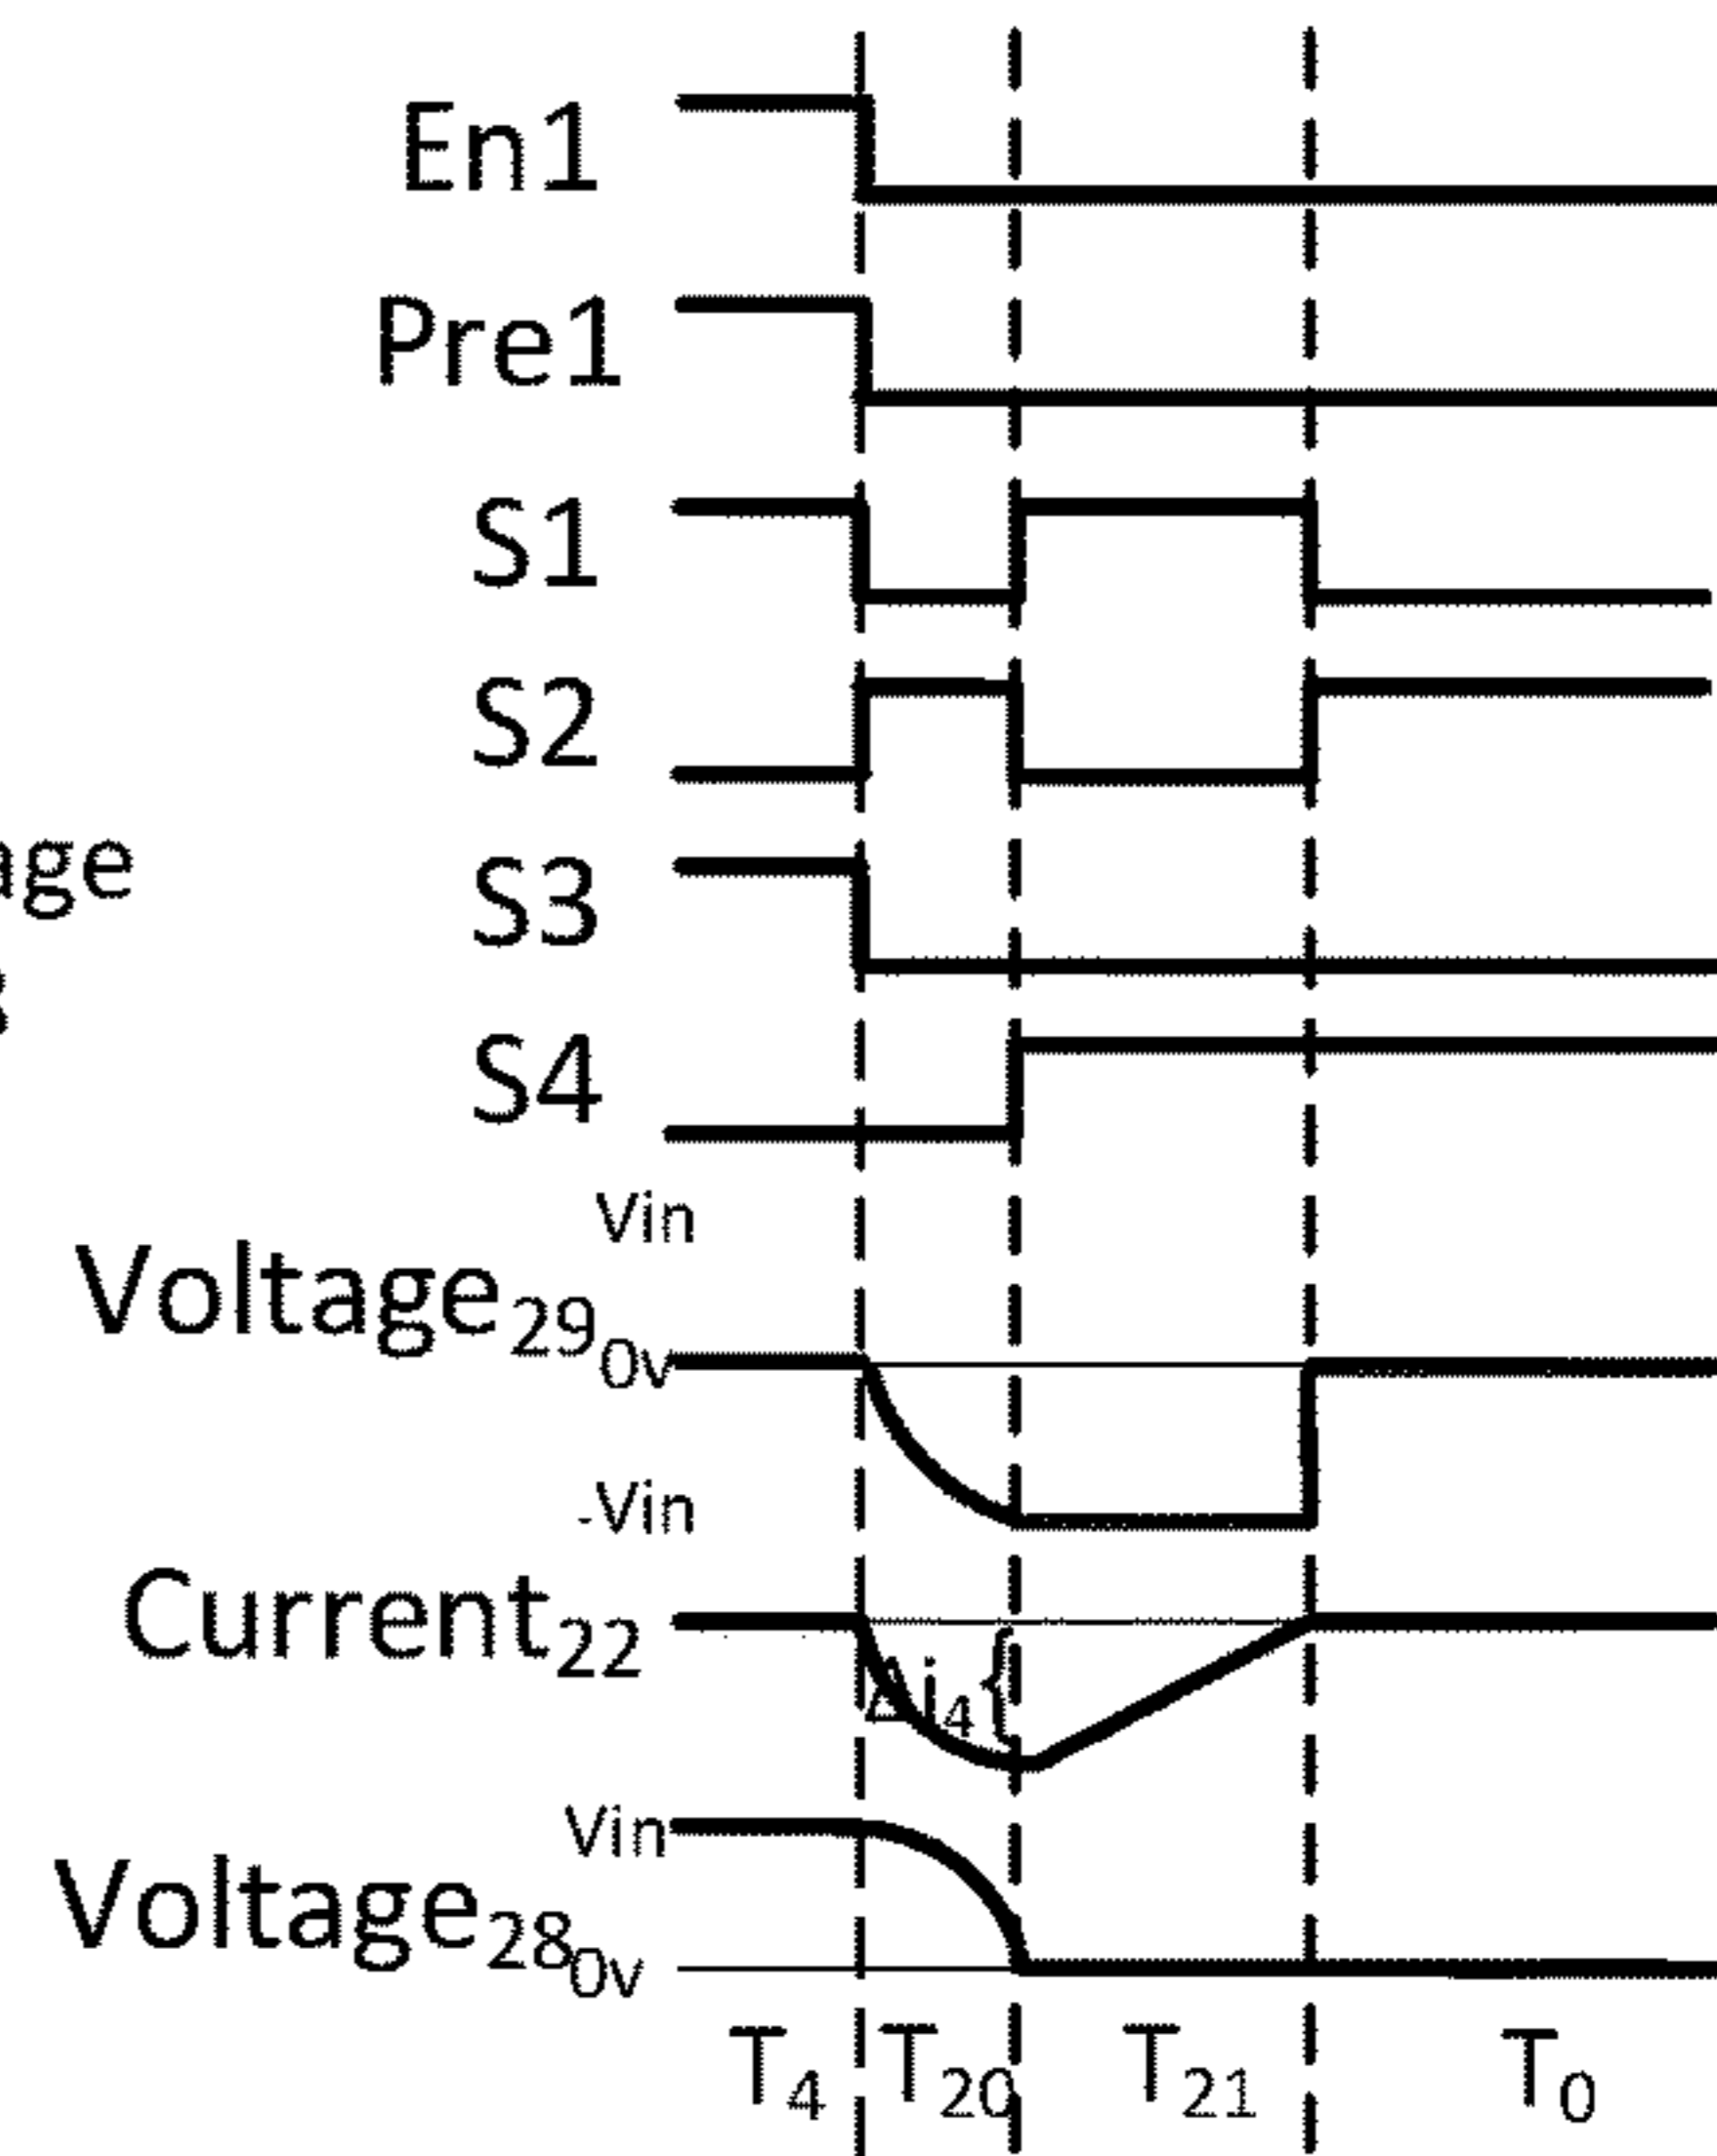 En1
Pre1
S1
S2
S3
S4
Vin
Voltage29 0v
-Vin
Current22
Δi4{
Vin
Voltage28 0v
T4 T20 T21 T0